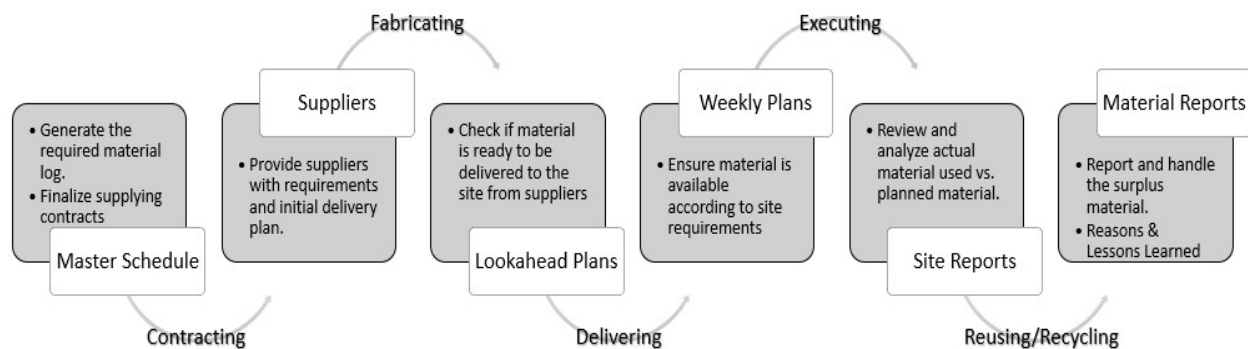 Fabricating
Executing
Suppliers
Weekly Plans
Material Reports
• Generate the
required material
log.
• Finalize supplying
contracts
Master Schedule
• Provide suppliers
with requirements
and initial delivery
plan.
• Check if material
is ready to be
delivered to the
site from suppliers
Lookahead Plans
• Ensure material is
available
according to site
requirements
• Review and
analyze actual
material used vs.
planned material.
Site Reports
• Report and handle
the surplus
material.
• Reasons &
Lessons Learned
Contracting
Delivering
Reusing/Recycling